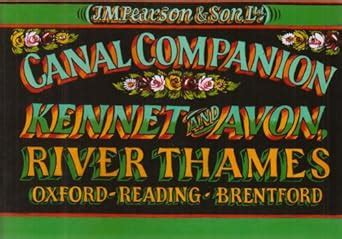 J.M.Pearson & Son Ltd
CANAL COMPANION
KENNET AND AVON,
RIVER THAMES
OXFORD-READING-BRENTFORD